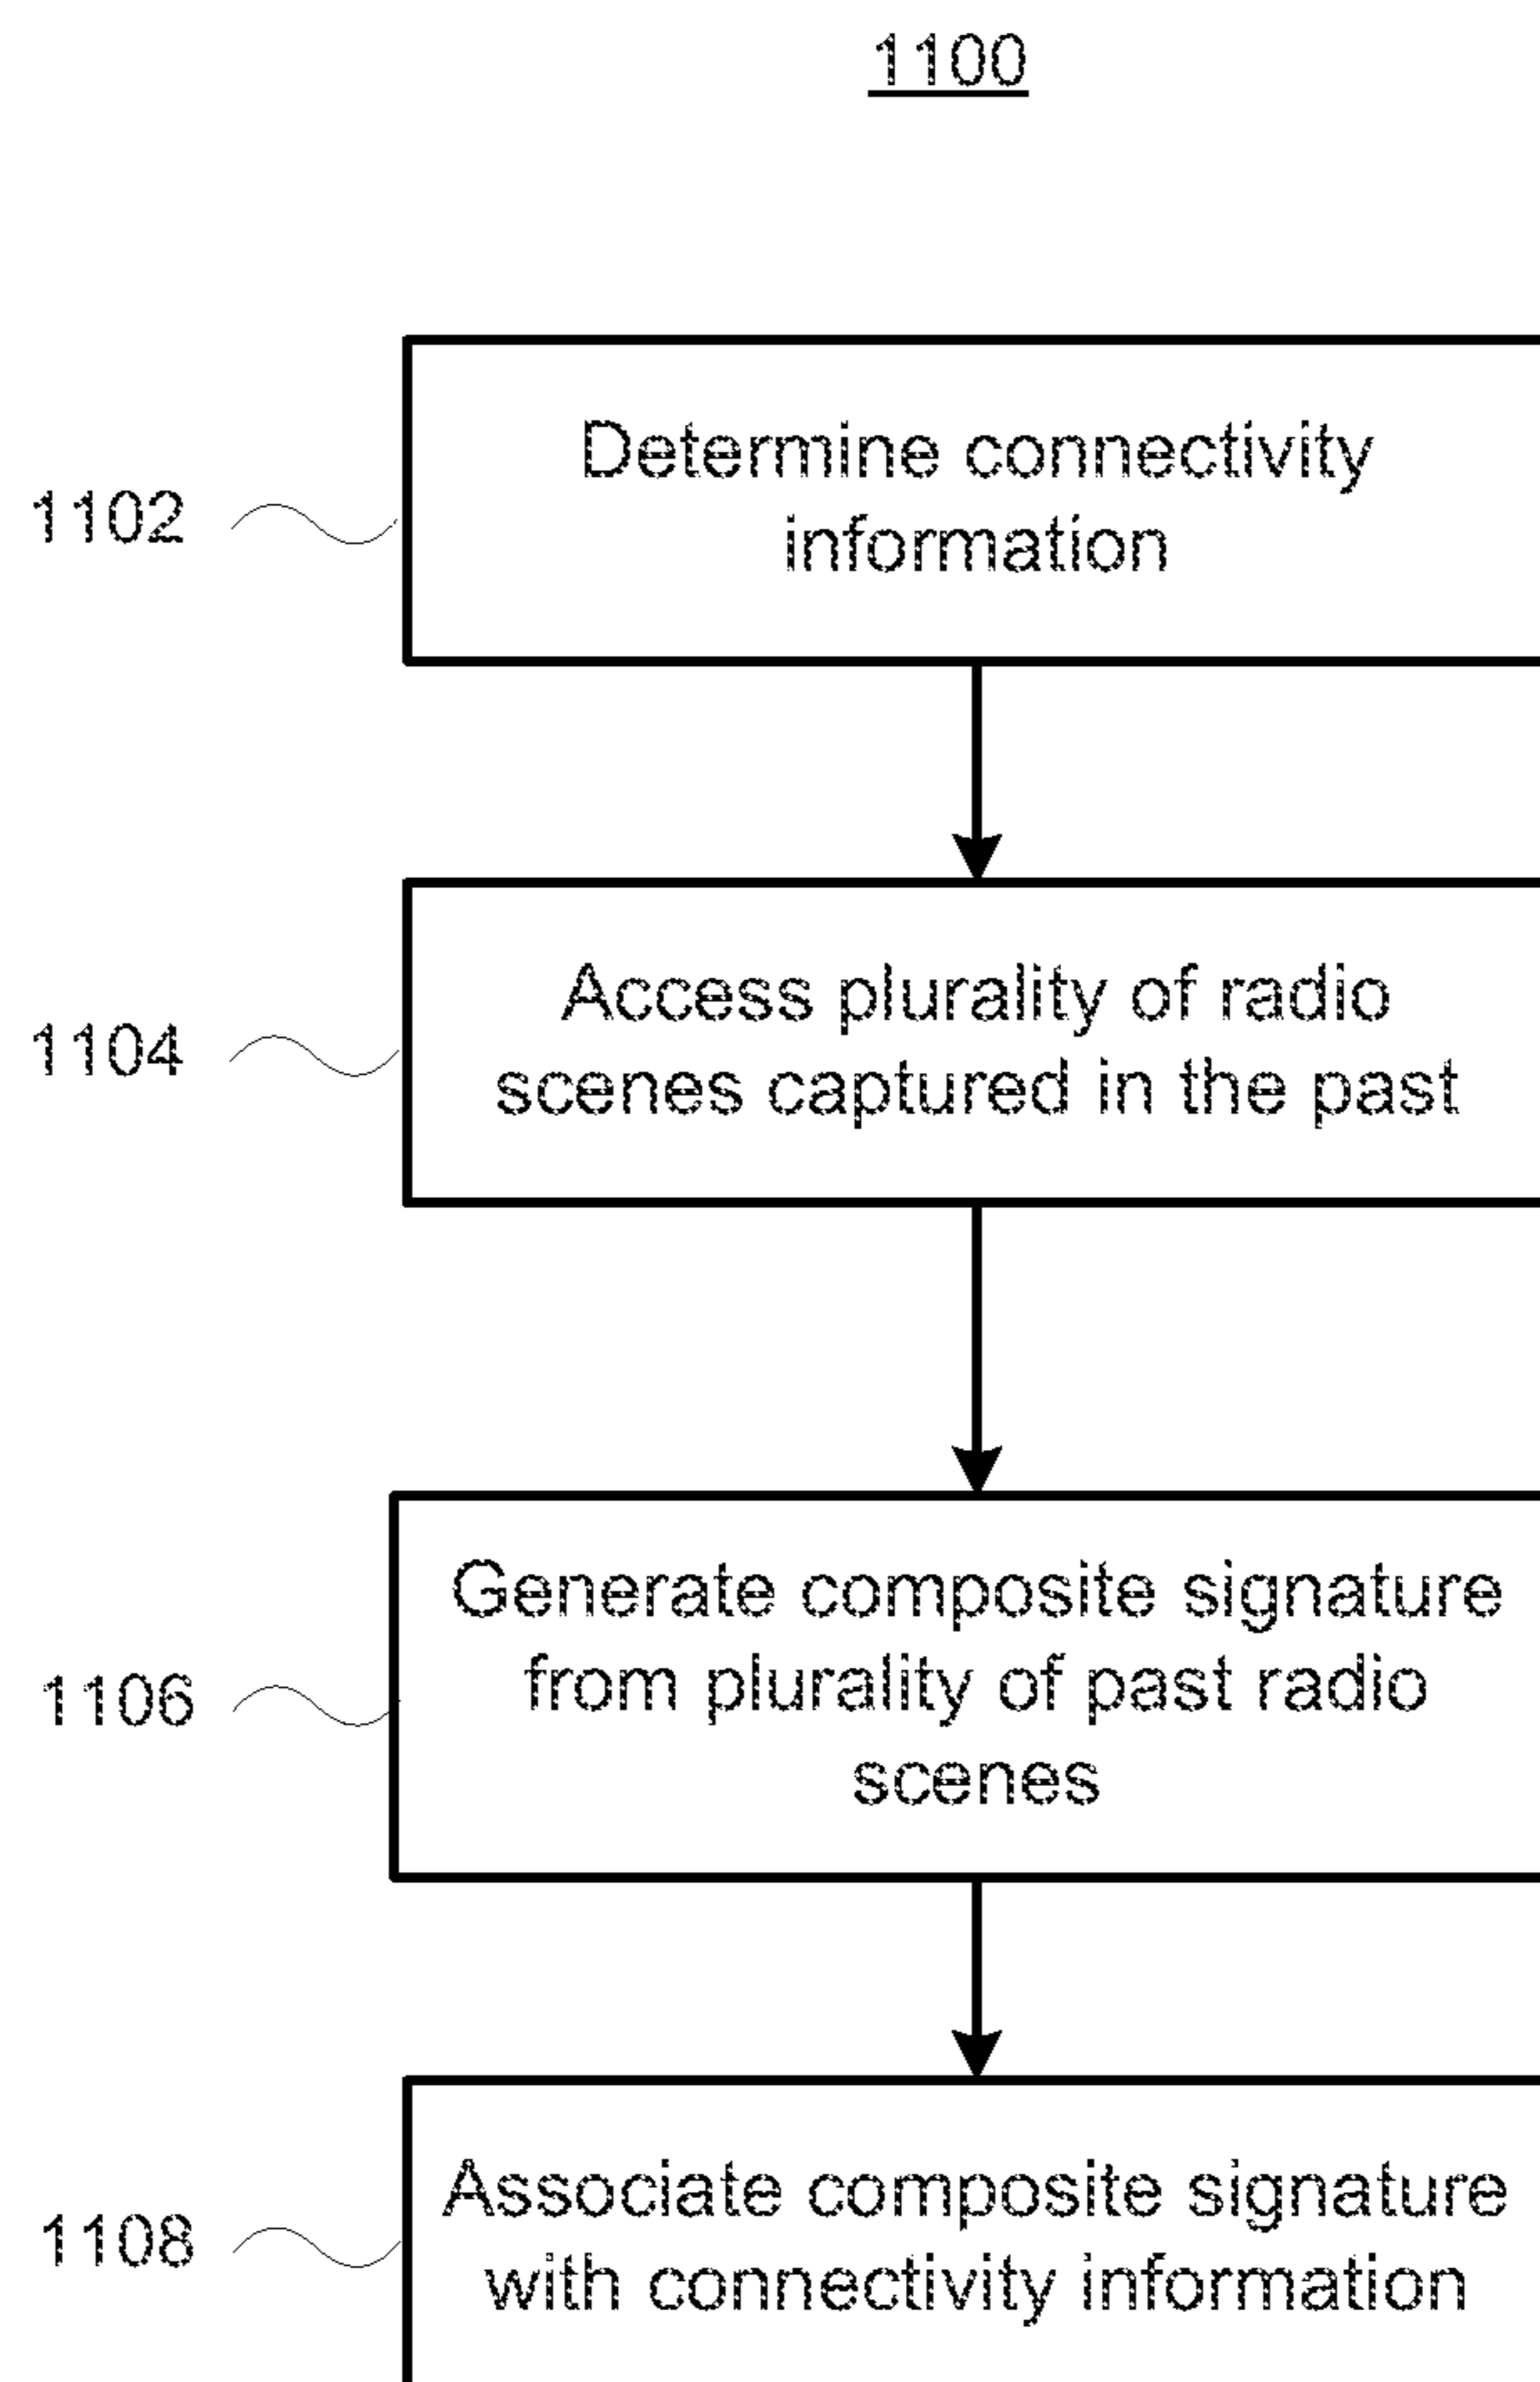 1100
Determine connectivity
information
1102
Access plurality of radio
scenes captured in the past
1104
Generate composite signature
from plurality of past radio
scenes
1106
Associate composite signature
with connectivity information
1108